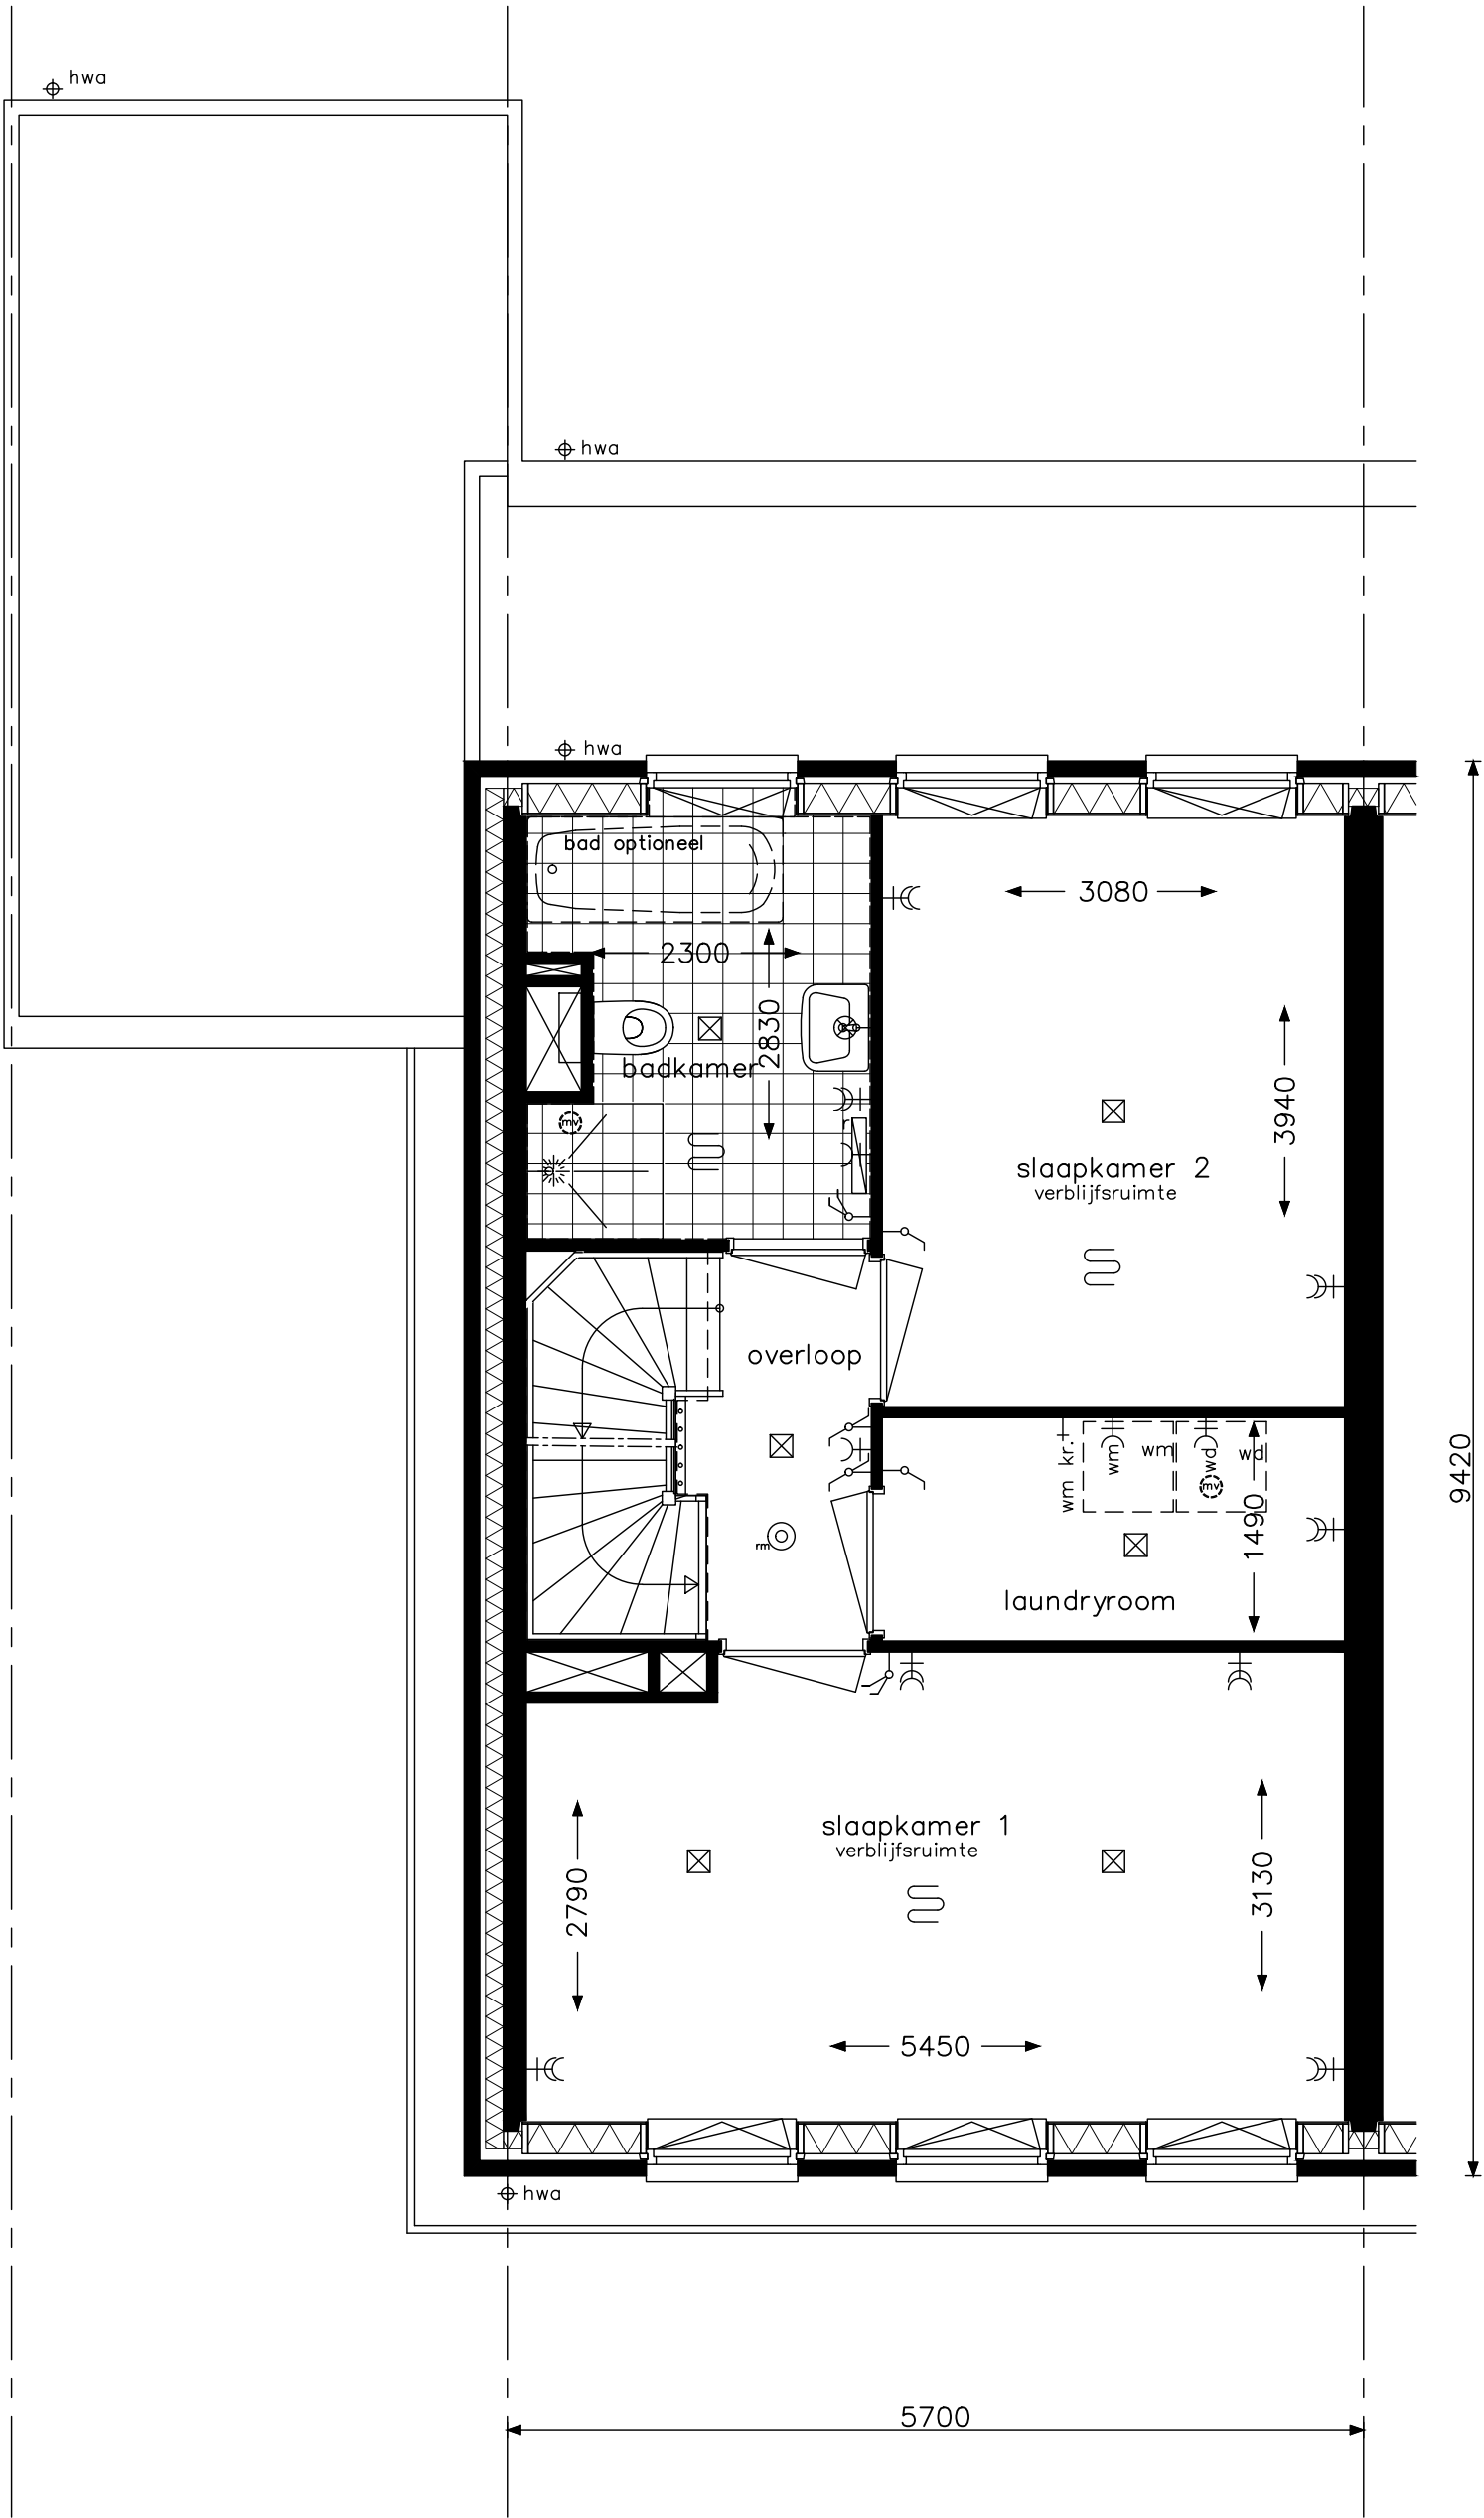 hwa
hwa
hwa
bad optioneel
3080
2300
2830
badkamer
mv
3940
slaapkamer 2
verblijfsruimte
overloop
wm kr.
wm
wm
wd
wd
mv
1490
9420
rm
laundryroom
slaapkamer 1
verblijfsruimte
2790
3130
5450
hwa
5700